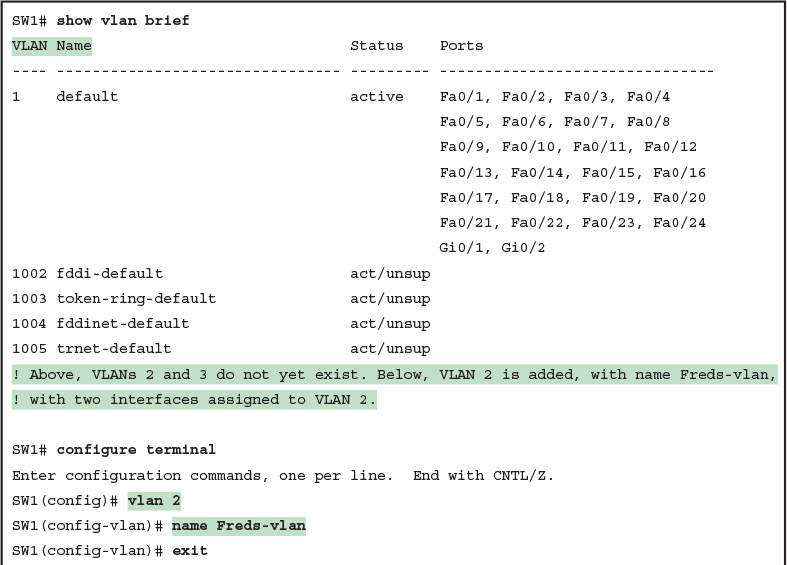 SW1# show vlan brief
VLAN Name                             Status    Ports
---- -------------------------------- --------- -------------------------------
1    default                          active    Fa0/1, Fa0/2, Fa0/3, Fa0/4
                                                Fa0/5, Fa0/6, Fa0/7, Fa0/8
                                                Fa0/9, Fa0/10, Fa0/11, Fa0/12
                                                Fa0/13, Fa0/14, Fa0/15, Fa0/16
                                                Fa0/17, Fa0/18, Fa0/19, Fa0/20
                                                Fa0/21, Fa0/22, Fa0/23, Fa0/24
                                                Gi0/1, Gi0/2
1002 fddi-default                     act/unsup
1003 token-ring-default               act/unsup
1004 fddinet-default                  act/unsup
1005 trnet-default                    act/unsup
! Above, VLANs 2 and 3 do not yet exist. Below, VLAN 2 is added, with name Freds-vlan,
! with two interfaces assigned to VLAN 2.
SW1# configure terminal
Enter configuration commands, one per line.  End with CNTL/Z.
SW1(config)# vlan 2
SW1(config-vlan)# name Freds-vlan
SW1(config-vlan)# exit